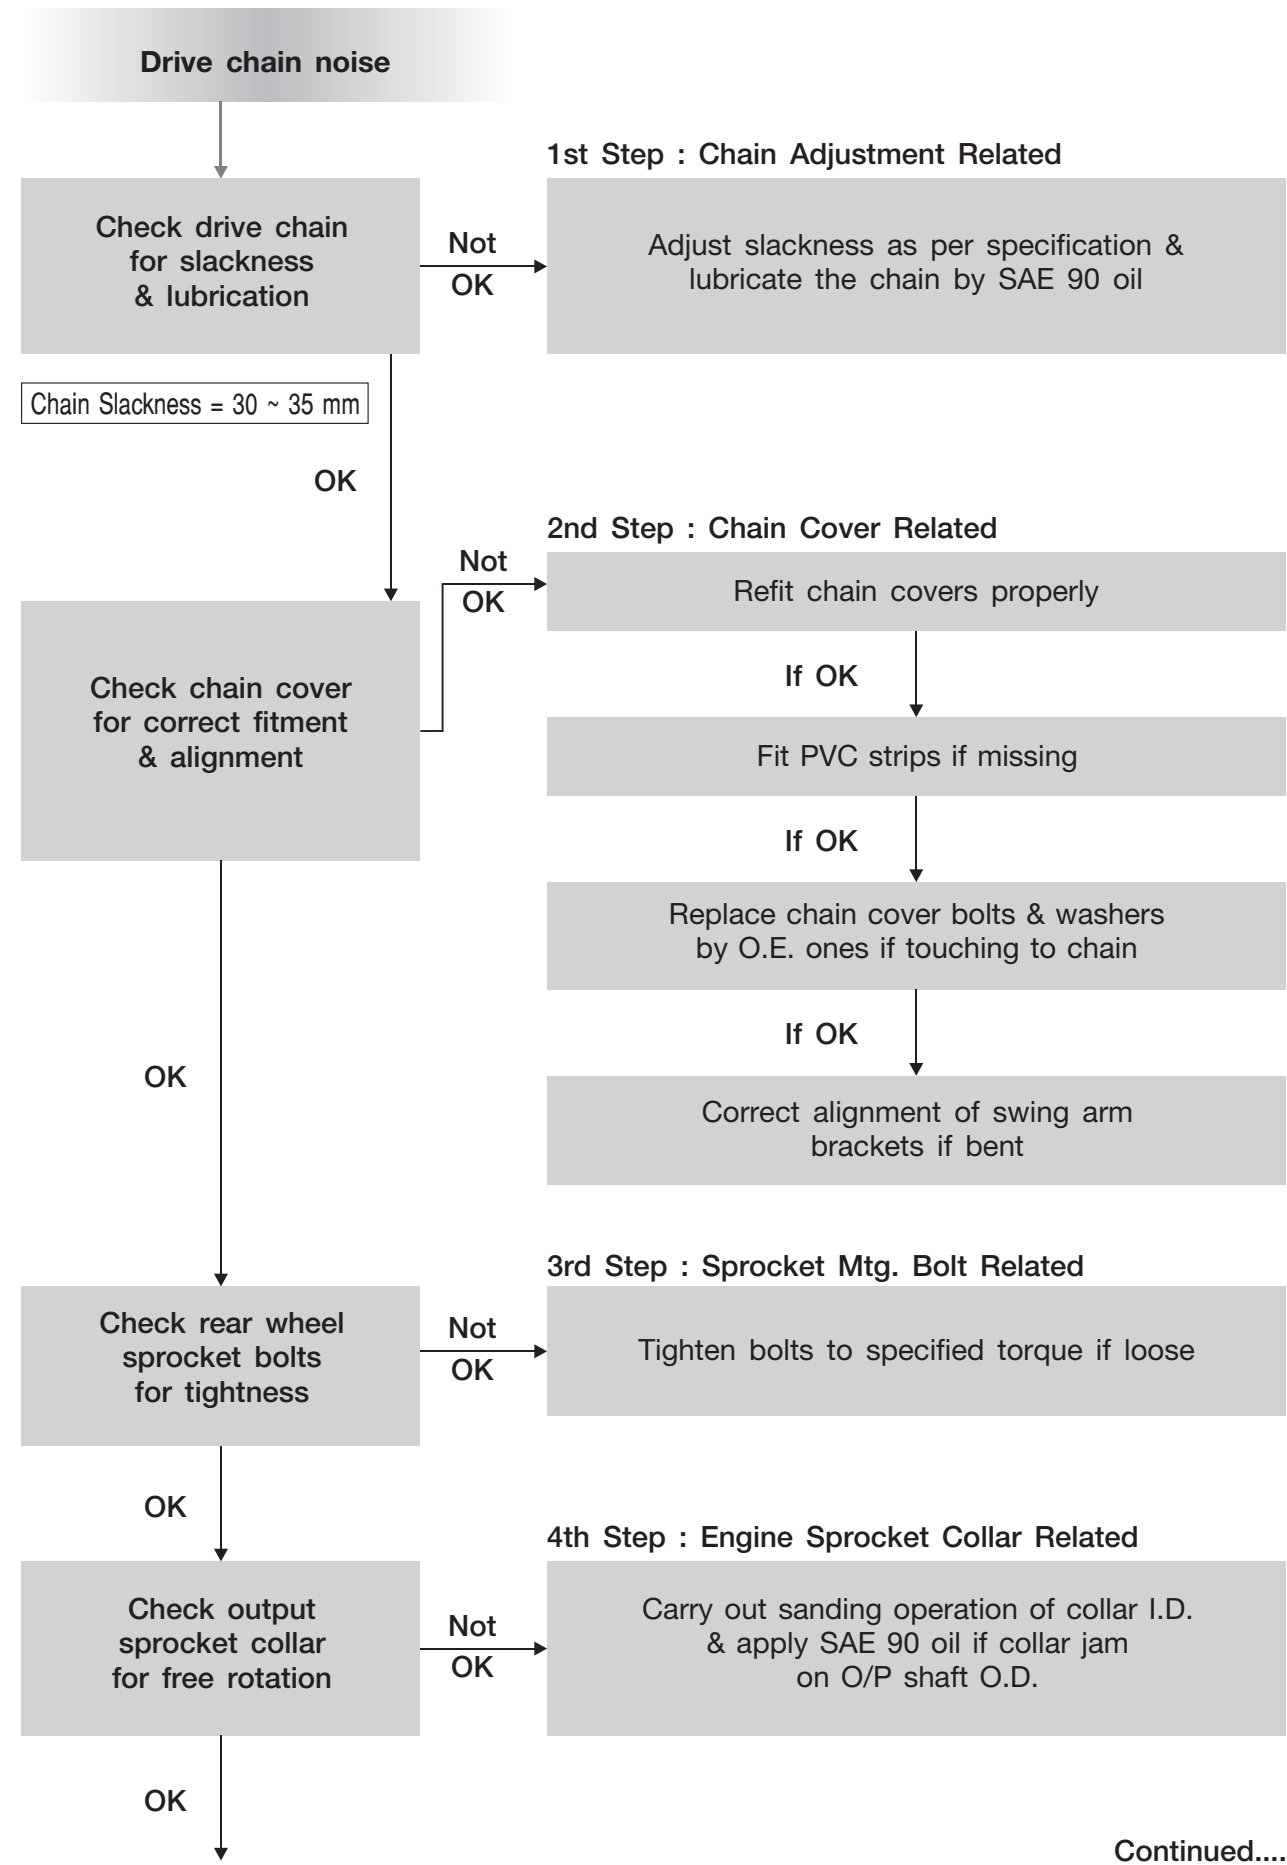 Drive chain noise
1st Step : Chain Adjustment Related
Check drive chain
for slackness
& lubrication
Not
OK
Adjust slackness as per specification &
lubricate the chain by SAE 90 oil
Chain Slackness = 30 ~ 35 mm
OK
2nd Step : Chain Cover Related
Not
OK
Refit chain covers properly
If OK
Check chain cover
for correct fitment
& alignment
Fit PVC strips if missing
If OK
Replace chain cover bolts & washers
by O.E. ones if touching to chain
If OK
OK
Correct alignment of swing arm
brackets if bent
3rd Step : Sprocket Mtg. Bolt Related
Check rear wheel
sprocket bolts
for tightness
Not
OK
Tighten bolts to specified torque if loose
OK
4th Step : Engine Sprocket Collar Related
Check output
sprocket collar
for free rotation
Not
OK
Carry out sanding operation of collar I.D.
& apply SAE 90 oil if collar jam
on O/P shaft O.D.
OK
Continued....